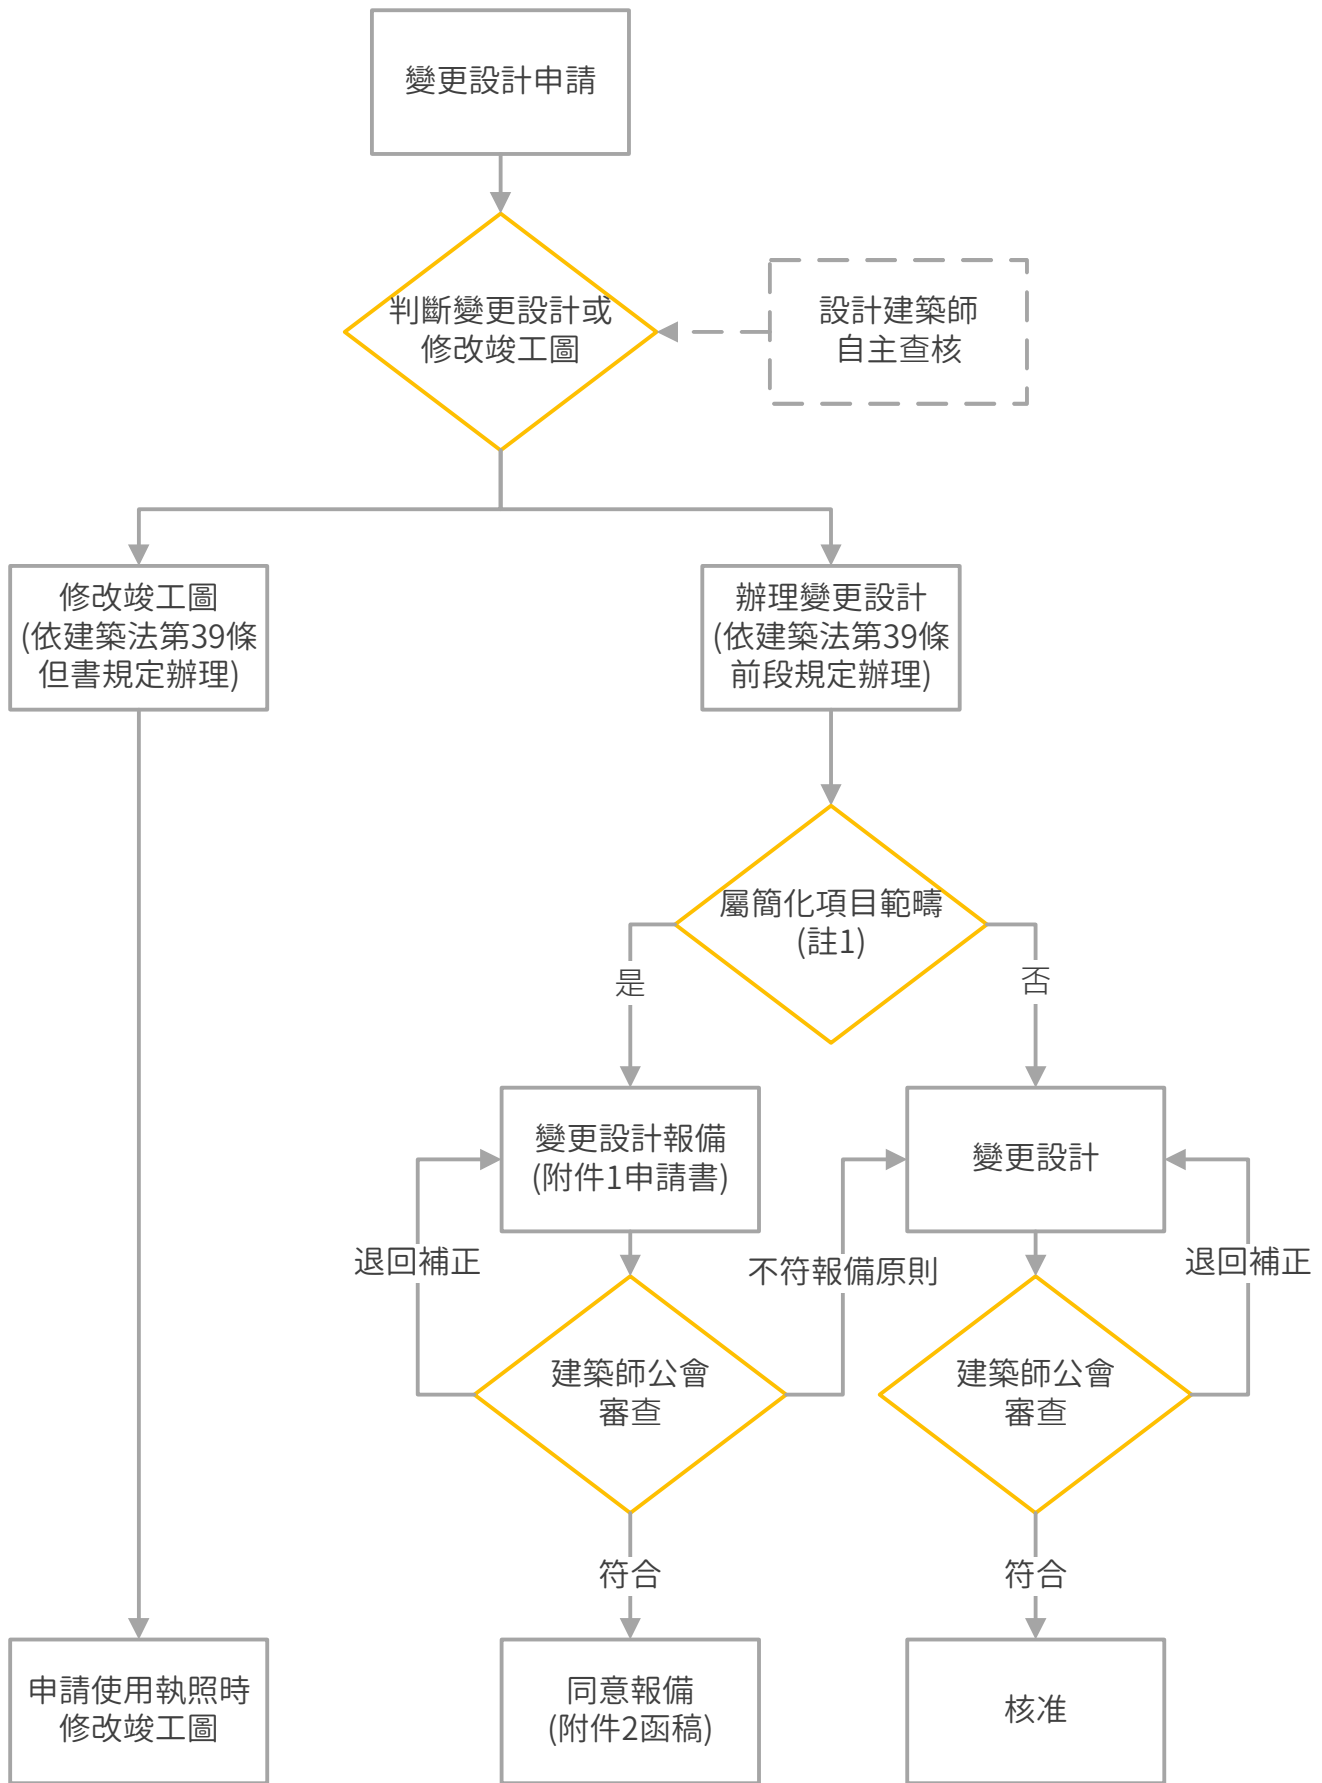 變更設計申請
判斷變更設計或
修改竣工圖
設計建築師
自主查核
修改竣工圖
(依建築法第39條
但書規定辦理)
辦理變更設計
(依建築法第39條
前段規定辦理)
屬簡化項目範疇
(註1)
是
否
變更設計報備
(附件1申請書)
變更設計
退回補正
不符報備原則
退回補正
建築師公會
審查
建築師公會
審查
符合
符合
申請使用執照時
修改竣工圖
同意報備
(附件2函稿)
核准